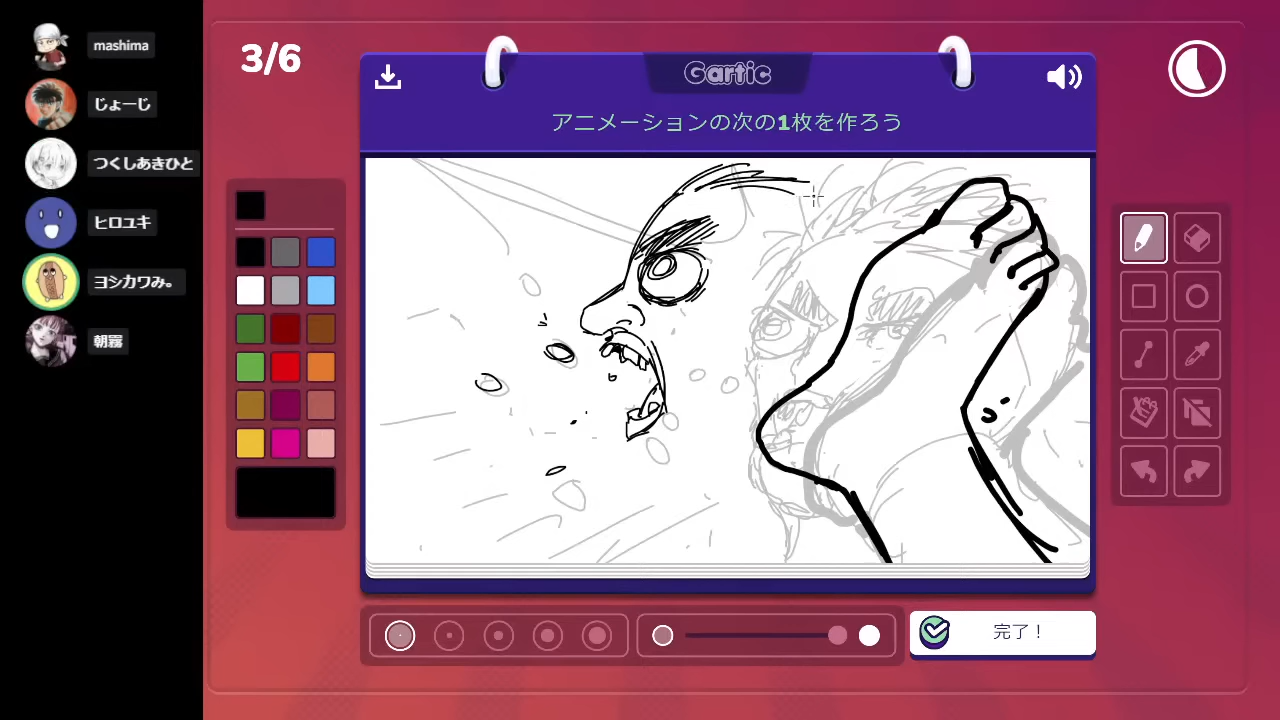 mashima
じょーじ
つくしあきひと
ヒロユキ
ヨシカワみ。
朝霧
3/6
Gartic
アニメーションの次の1枚を作ろう
完了！